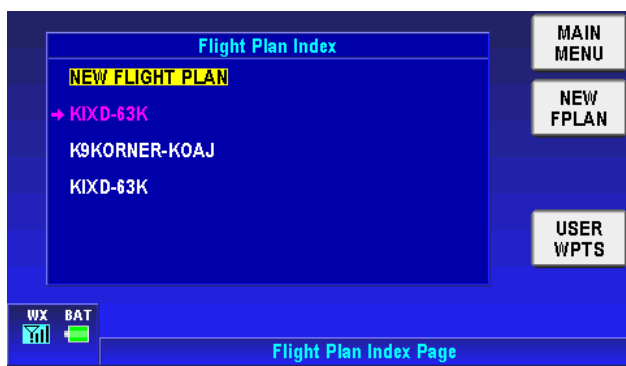 Flight Plan Index
NEW FLIGHT PLAN
→ KIXD-63K
K9KORNER-KOAJ
KIXD-63K
MAIN
MENU
NEW
FPLAN
USER
WPTS
WX BAT
Flight Plan Index Page